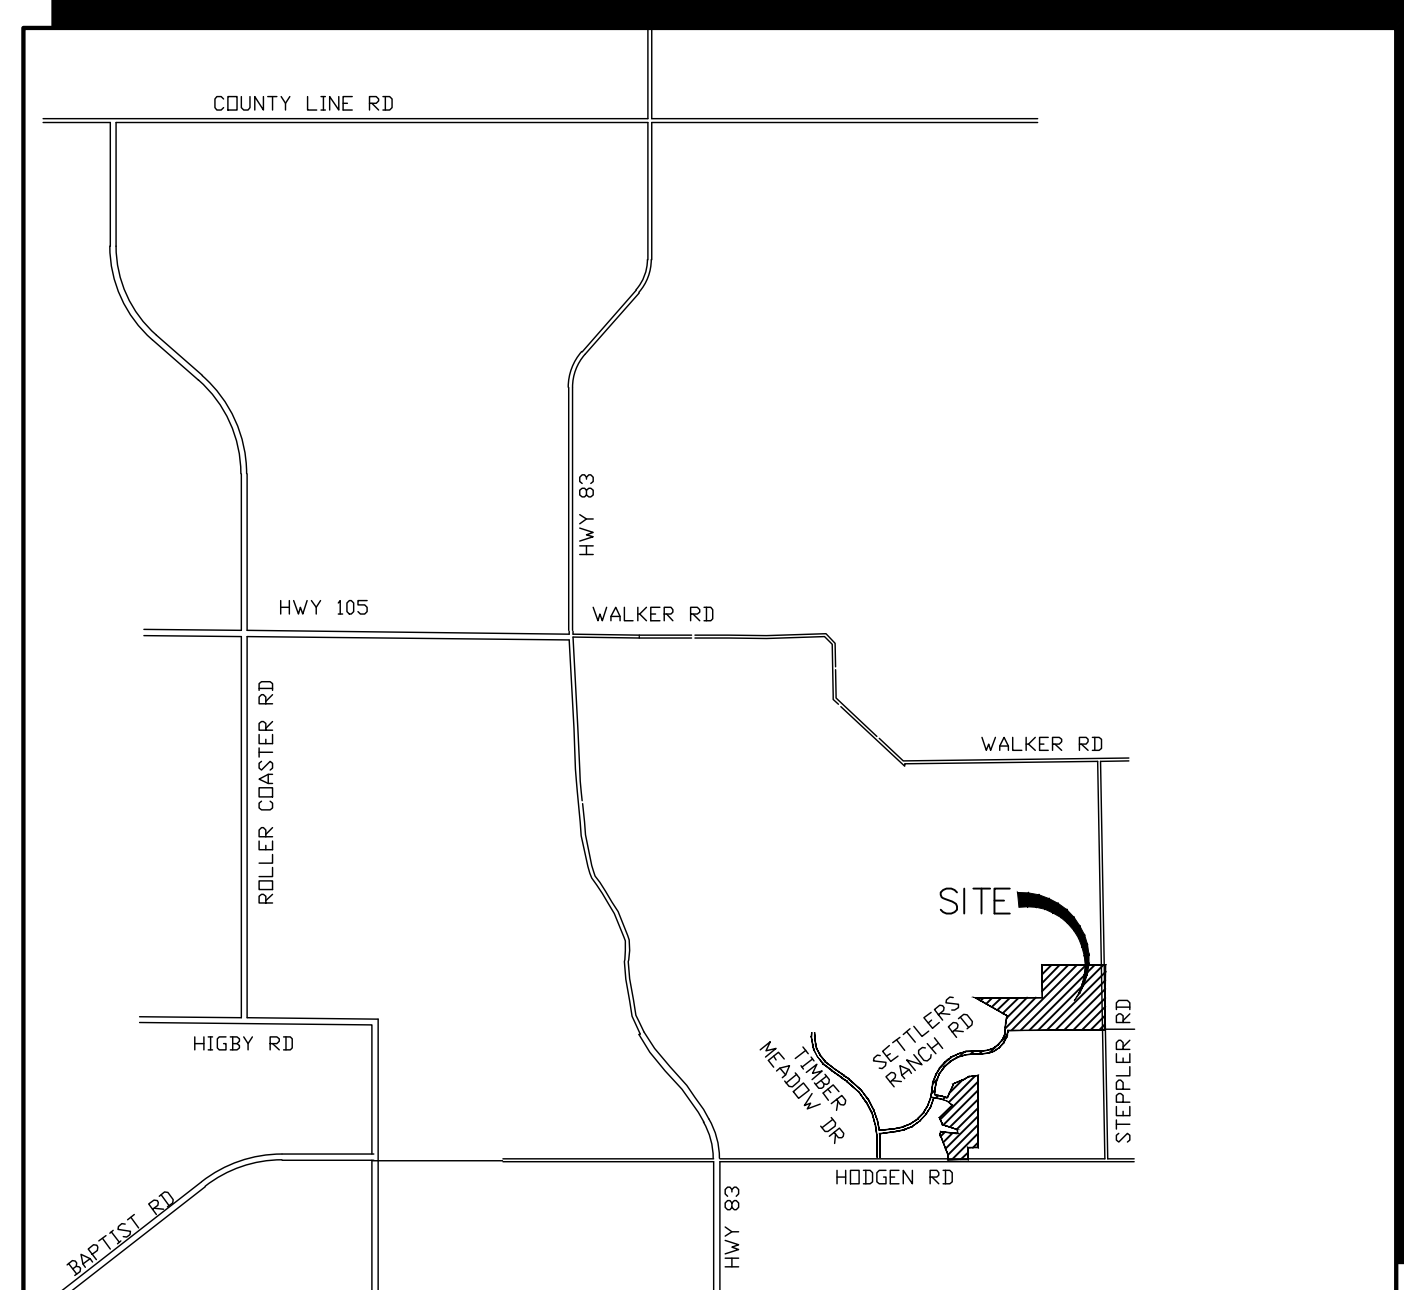 COUNTY LINE RD
HWY 83
HWY 105
WALKER RD
ROLLER COASTER RD
WALKER RD
SITE
SETTLERS
RANCH RD
TIMBER
MEADOW DR
STEPPLER RD
HIGBY RD
HODGEN RD
BAPTIST RD
HWY 83